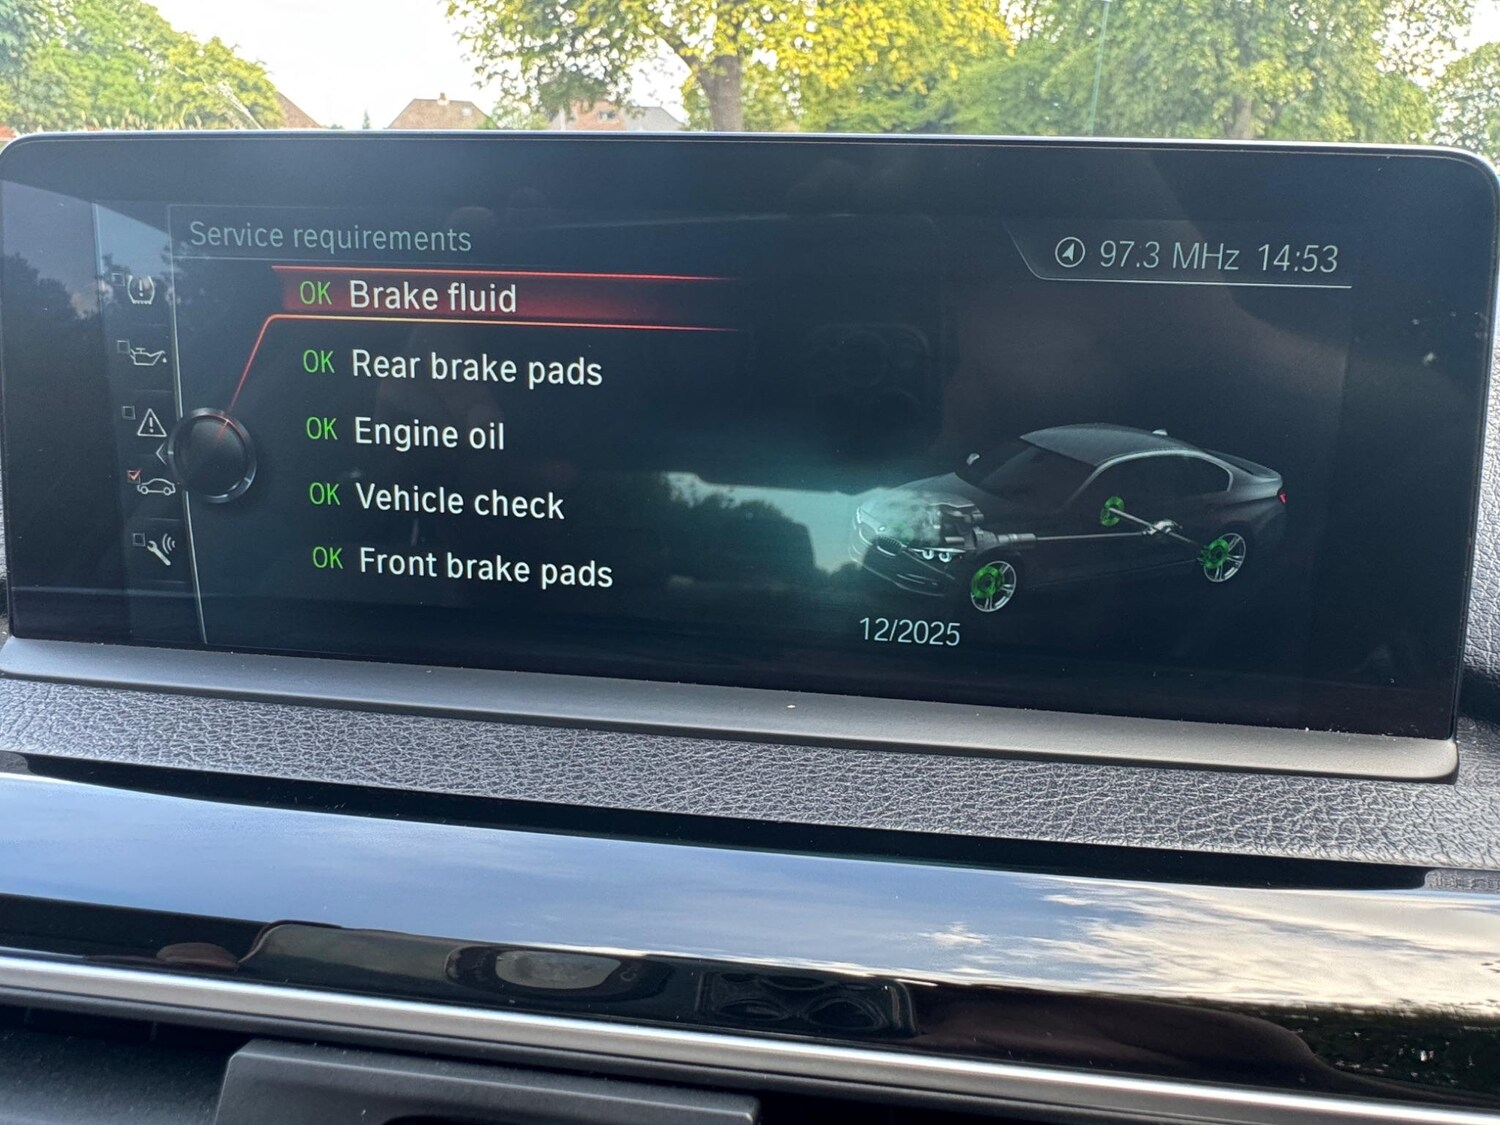 Service requirements
97.3 MHz 14:53
OK Brake fluid
OK Rear brake pads
OK Engine oil
OK Vehicle check
OK Front brake pads
12/2025